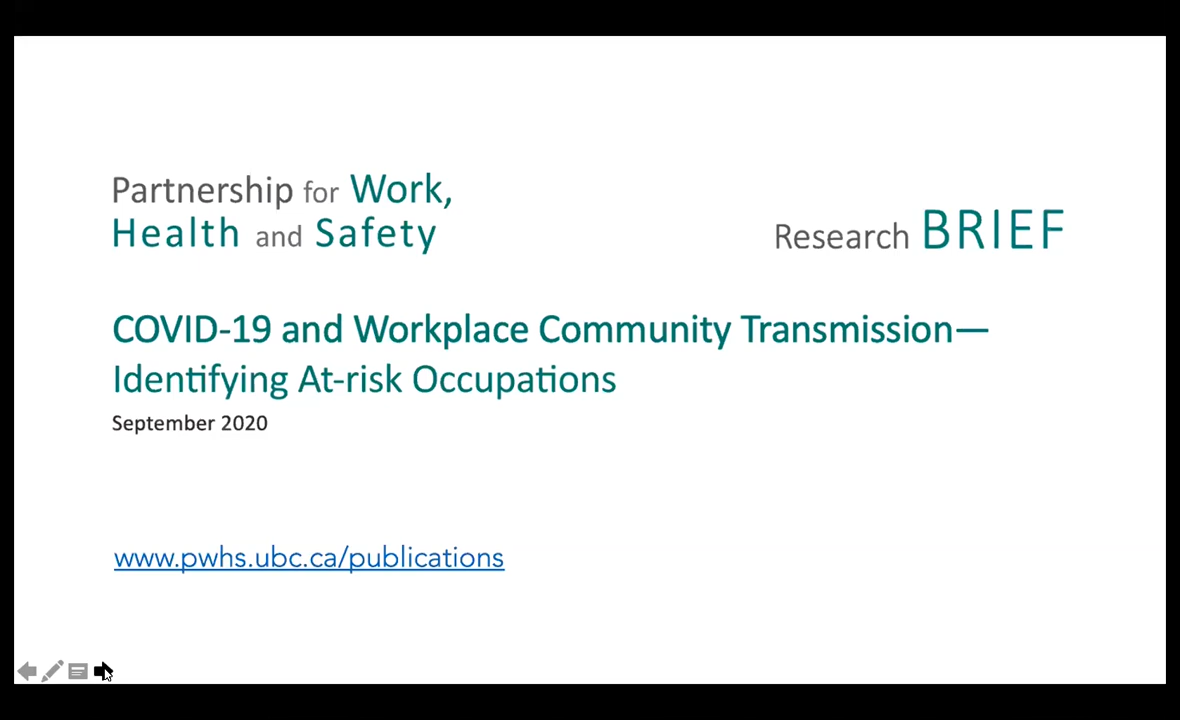 Partnership for Work,
Health and Safety
Research BRIEF
COVID-19 and Workplace Community Transmission—
Identifying At-risk Occupations
September 2020
www.pwhs.ubc.ca/publications